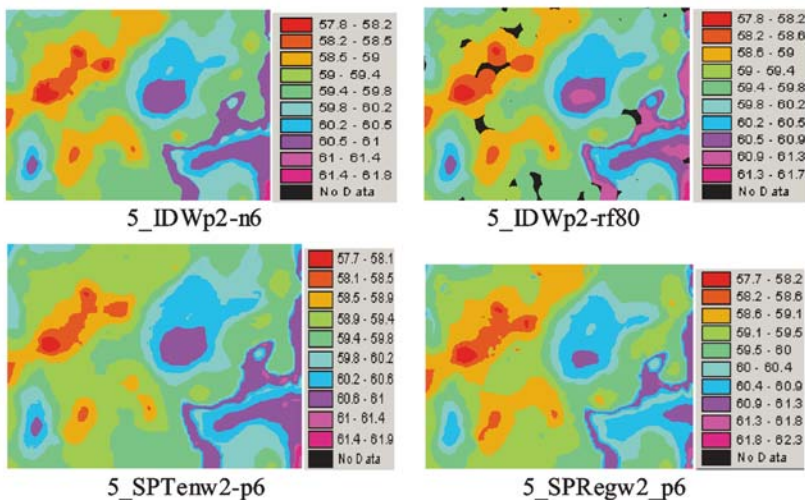 57.8 - 58.2
58.2 - 58.5
58.5 - 59
59 - 59.4
59.4 - 59.8
59.8 - 60.2
60.2 - 60.5
60.5 - 61
61 - 61.4
61.4 - 61.8
No Data
5_IDWp2-n6
57.8 - 58.2
58.2 - 58.6
58.6 - 59
59 - 59.4
59.4 - 59.8
59.8 - 60.2
60.2 - 60.5
60.5 - 60.9
60.9 - 61.3
61.3 - 61.7
No Data
5_IDWp2-rf80
57.7 - 58.1
58.1 - 58.5
58.5 - 58.9
58.9 - 59.4
59.4 - 59.8
59.8 - 60.2
60.2 - 60.6
60.6 - 61
61 - 61.4
61.4 - 61.9
No Data
5_SPTenw2-p6
57.7 - 58.2
58.2 - 58.6
58.6 - 59.1
59.1 - 59.5
59.5 - 60
60 - 60.4
60.4 - 60.9
60.9 - 61.3
61.3 - 61.8
61.8 - 62.3
No Data
5_SPRegw2_p6